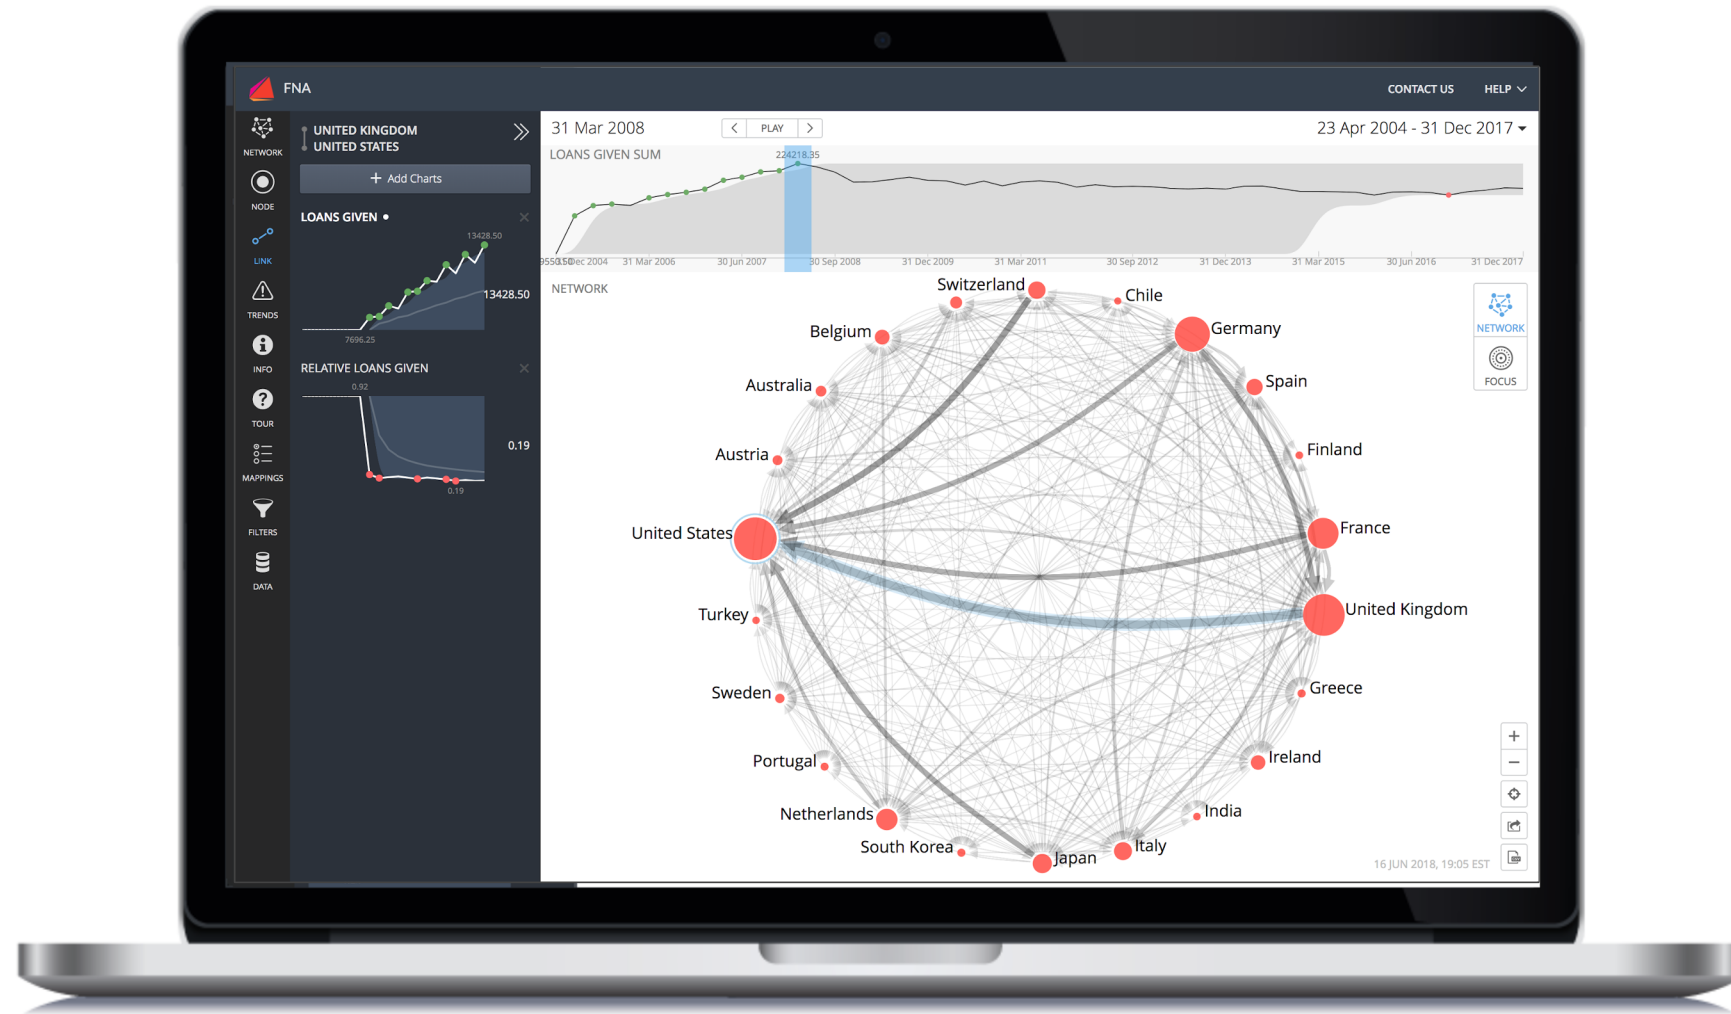 FNA
CONTACT US
HELP
NETWORK
NODE
LINK
TRENDS
INFO
TOUR
MAPPINGS
FILTERS
DATA
UNITED KINGDOM
UNITED STATES
+ Add Charts
LOANS GIVEN
13428.50
13428.50
7696.25
RELATIVE LOANS GIVEN
0.92
0.19
0.19
31 Mar 2008
PLAY
23 Apr 2004 - 31 Dec 2017
LOANS GIVEN SUM
224218.35
Dec 2004
31 Mar 2006
30 Jun 2007
30 Sep 2008
31 Dec 2009
31 Mar 2011
30 Sep 2012
31 Dec 2013
31 Mar 2015
30 Jun 2016
31 Dec 2017
NETWORK
NETWORK
FOCUS
Switzerland
Chile
Belgium
Germany
Australia
Spain
Austria
Finland
United States
France
Turkey
United Kingdom
Sweden
Greece
Portugal
Ireland
Netherlands
India
South Korea
Japan
Italy
16 JUN 2018, 19:05 EST